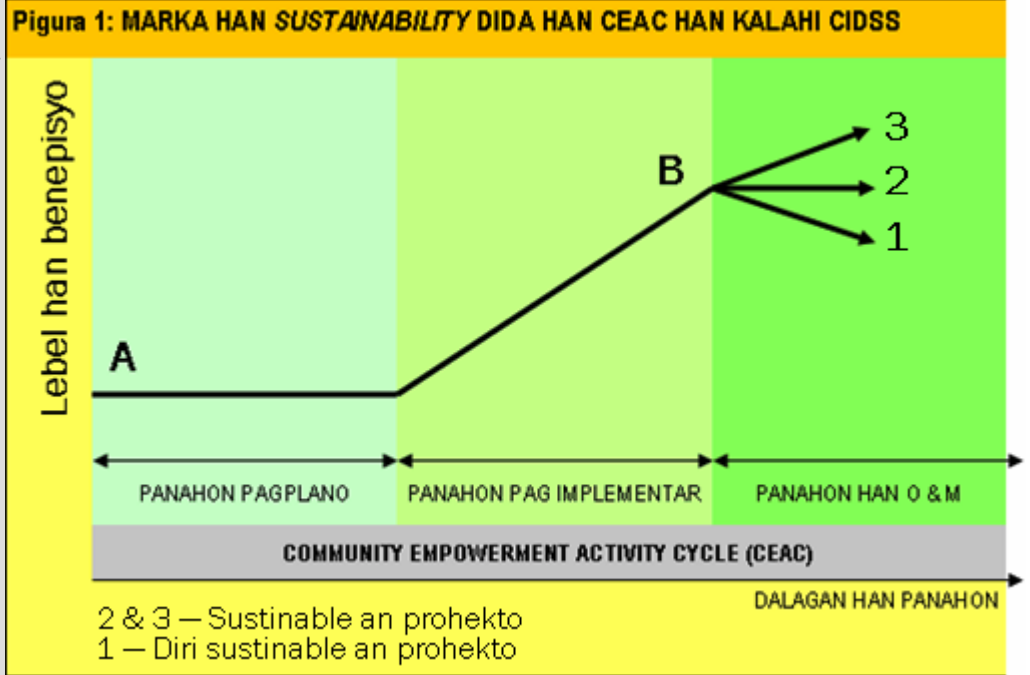 Pigura 1: MARKA HAN SUSTAINABILITY DIDA HAN CEAC HAN KALAHI CIDSS
Lebel han benepisyo
3
B
2
1
A
PANAHON PAGPLANO
PANAHON PAG IMPLEMENTAR
PANAHON HAN O & M
COMMUNITY EMPOWERMENT ACTIVITY CYCLE (CEAC)
DALAGAN HAN PANAHON
2 & 3 — Sustinable an prohekto
1 — Diri sustinable an prohekto